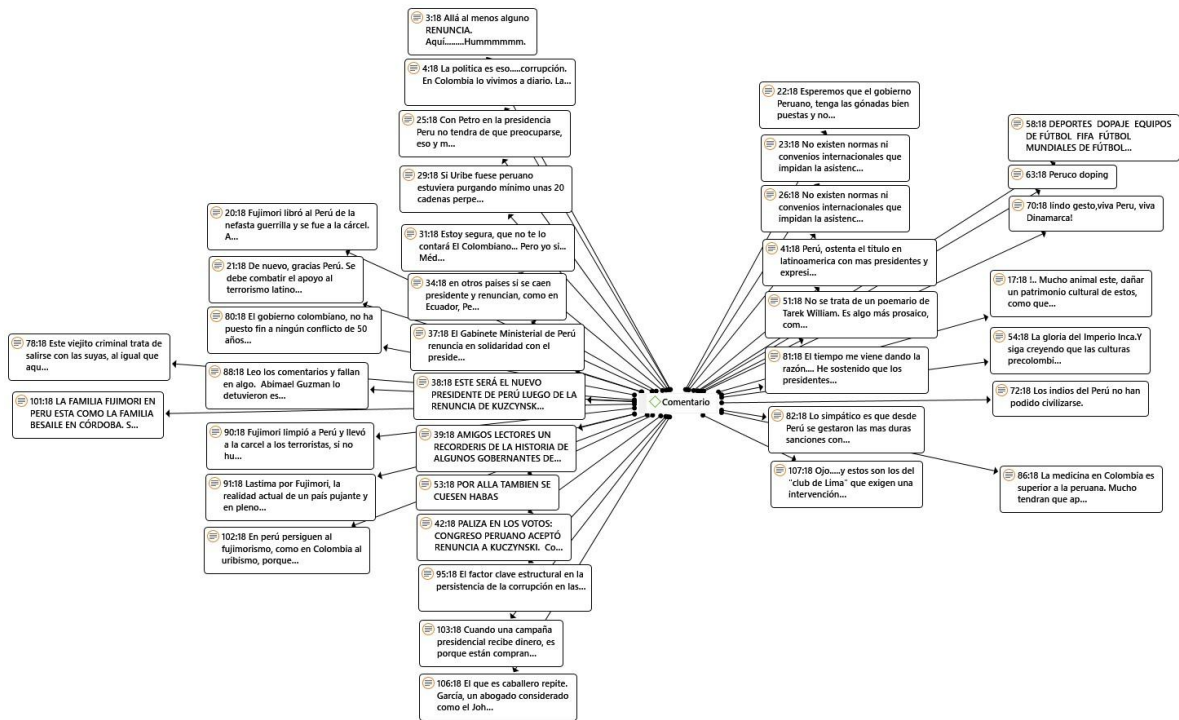 3:18 Allá al menos alguno
RENUNCIA.
Aquí.........Hummmmmm.
4:18 La politica es eso.....corrupción.
En Colombia lo vivimos a diario. La...
25:18 Con Petro en la presidencia
Peru no tendra de que preocuparse,
eso y m...
29:18 Si Uribe fuese peruano
estuviera purgando mínimo unas 20
cadenas perpe...
31:18 Estoy segura, que no te lo
contará El Colombiano... Pero yo si...
Méd...
34:18 en otros paises si se caen
presidente y renuncian, como en
Ecuador, Pe...
37:18 El Gabinete Ministerial de Perú
renuncia en solidaridad con el
preside...
38:18 ESTE SERÁ EL NUEVO
PRESIDENTE DE PERÚ LUEGO DE LA
RENUNCIA DE KUZCYNSK...
39:18 AMIGOS LECTORES UN
RECORDERIS DE LA HISTORIA DE
ALGUNOS GOBERNANTES DE...
53:18 POR ALLA TAMBIEN SE
CUESEN HABAS
42:18 PALIZA EN LOS VOTOS:
CONGRESO PERUANO ACEPTÓ
RENUNCIA A KUCZYNSKI. Co...
95:18 El factor clave estructural en la
persistencia de la corrupción en las...
103:18 Cuando una campaña
presidencial recibe dinero, es
porque están compran...
106:18 El que es caballero repite.
García, un abogado considerado
como el Joh...
20:18 Fujimori libró al Perú de la
nefasta guerrilla y se fue a la cárcel.
A...
21:18 De nuevo, gracias Perú. Se
debe combatir el apoyo al
terrorismo latino...
80:18 El gobierno colombiano, no ha
puesto fin a ningún conflicto de 50
años...
88:18 Leo los comentarios y fallan
en algo. Abimael Guzman lo
detuvieron es...
90:18 Fujimori limpió a Perú y llevó
a la carcel a los terroristas, si no
hu...
91:18 Lastima por Fujimori, la
realidad actual de un país pujante y
en pleno...
102:18 En perú persiguen al
fujimorismo, como en Colombia al
uribismo, porque...
78:18 Este viejito criminal trata de
salirse con las suyas, al igual que
aqu...
101:18 LA FAMILIA FUJIMORI EN
PERU ESTA COMO LA FAMILIA
BESAILE EN CÓRDOBA. S...
Comentario
22:18 Esperemos que el gobierno
Peruano, tenga las gónadas bien
puestas y no...
23:18 No existen normas ni
convenios internacionales que
impidan la asistenc...
26:18 No existen normas ni
convenios internacionales que
impidan la asistenc...
41:18 Perú, ostenta el título en
latinoamerica con mas presidentes y
expresi...
51:18 No se trata de un poemario de
Tarek William. Es algo más prosaico,
com...
81:18 El tiempo me viene dando la
razón.... He sostenido que los
presidentes...
82:18 Lo simpático es que desde
Perú se gestaron las mas duras
sanciones con...
107:18 Ojo.....y estos son los del
¨club de Lima¨ que exigen una
intervención...
58:18 DEPORTES DOPAJE EQUIPOS
DE FÚTBOL FIFA FÚTBOL
MUNDIALES DE FÚTBOL...
63:18 Peruco doping
70:18 lindo gesto,viva Peru, viva
Dinamarca!
17:18 !.. Mucho animal este, dañar
un patrimonio cultural de estos,
como que...
54:18 La gloria del Imperio Inca.Y
siga creyendo que las culturas
precolombi...
72:18 Los indios del Perú no han
podido civilizarse.
86:18 La medicina en Colombia es
superior a la peruana. Mucho
tendran que ap...